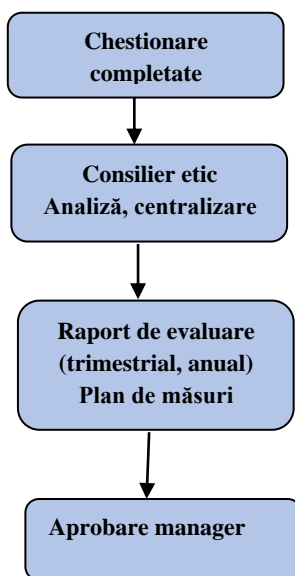 Chestionare
completate
Consilier etic
Analiză, centralizare
Raport de evaluare
(trimestrial, anual)
Plan de măsuri
Aprobare manager